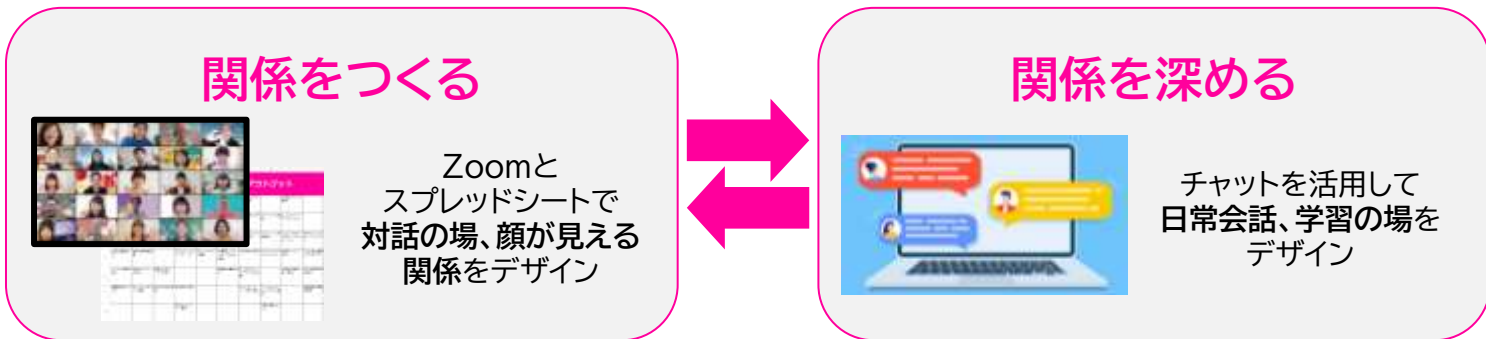 関係をつくる
Zoomと
スプレッドシートで
対話の場、顔が見える
関係をデザイン
関係を深める
チャットを活用して
日常会話、学習の場を
デザイン